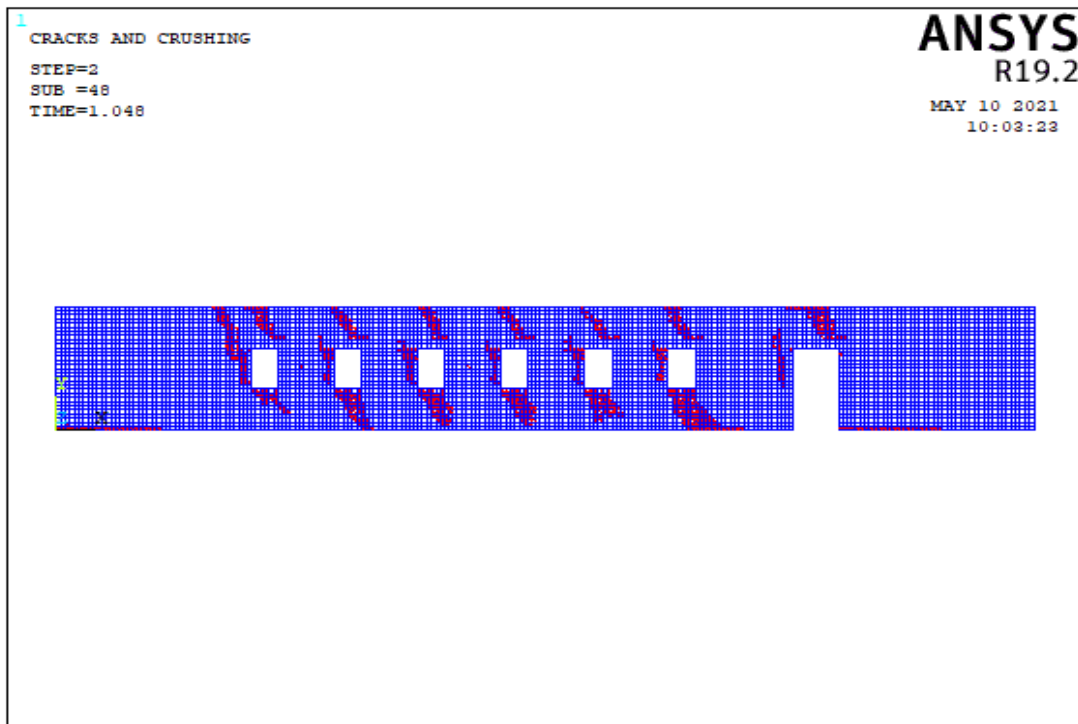 1
CRACKS AND CRUSHING
STEP=2
SUB =48
TIME=1.048
ANSYS
R19.2
MAY 10 2021
10:03:23
Y